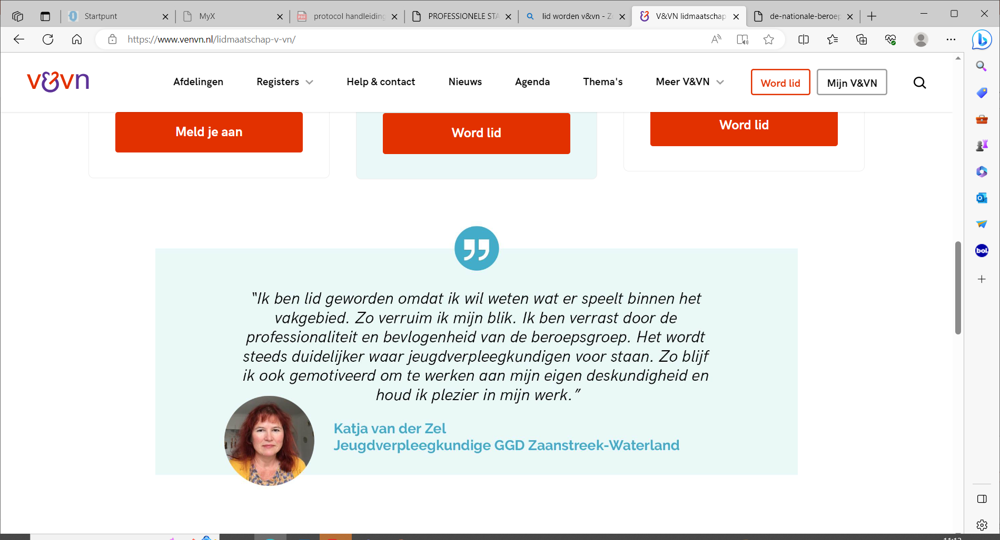 Startpunt
MyX
protocol handleiding
PROFESSIONELE STA
lid worden v&vn - Zo
V&VN lidmaatschap
de-nationale-beroep
https://www.venvn.nl/lidmaatschap-v-vn/
v&vn
Afdelingen
Registers
Help & contact
Nieuws
Agenda
Thema's
Meer V&VN
Word lid
Mijn V&VN
Meld je aan
Word lid
Word lid
"Ik ben lid geworden omdat ik wil weten wat er speelt binnen het
vakgebied. Zo verruim ik mijn blik. Ik ben verrast door de
professionaliteit en bevlogenheid van de beroepsgroep. Het wordt
steeds duidelijker waar jeugdverpleegkundigen voor staan. Zo blijf
ik ook gemotiveerd om te werken aan mijn eigen deskundigheid en
houd ik plezier in mijn werk."
Katja van der Zel
Jeugdverpleegkundige GGD Zaanstreek-Waterland
bol.